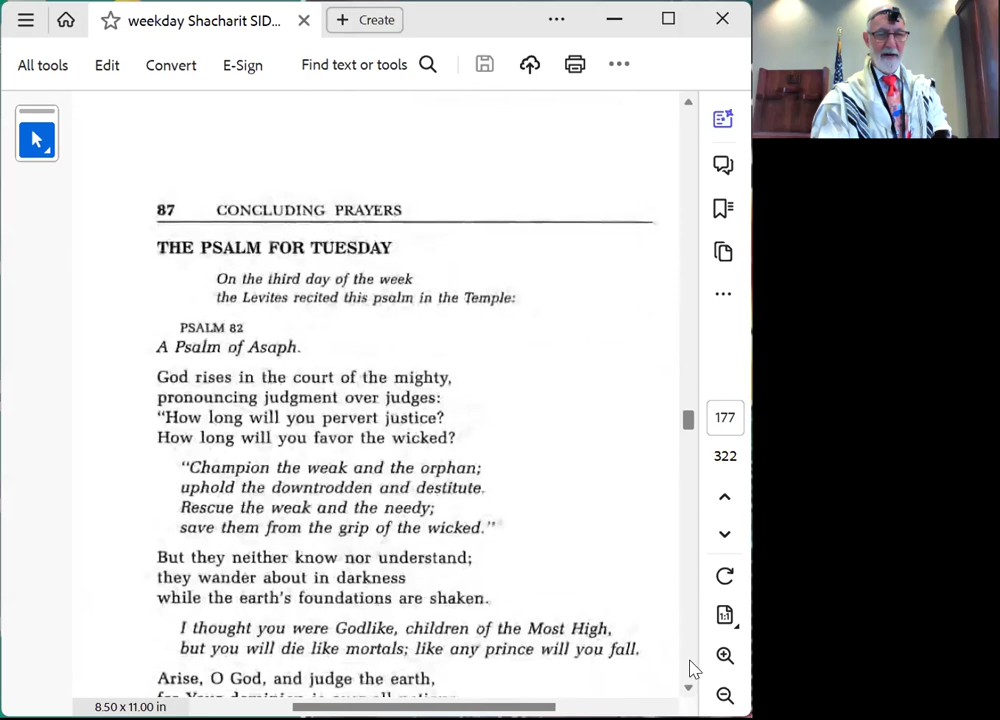 weekday Shacharit SID...
Create
All tools
Edit
Convert
E-Sign
Find text or tools
87 CONCLUDING PRAYERS
THE PSALM FOR TUESDAY
On the third day of the week
the Levites recited this psalm in the Temple:
PSALM 82
A Psalm of Asaph.
God rises in the court of the mighty,
pronouncing judgment over judges:
"How long will you pervert justice?
How long will you favor the wicked?
"Champion the weak and the orphan;
uphold the downtrodden and destitute.
Rescue the weak and the needy;
save them from the grip of the wicked."
But they neither know nor understand;
they wander about in darkness
while the earth's foundations are shaken.
I thought you were Godlike, children of the Most High,
but you will die like mortals; like any prince will you fall.
Arise, O God, and judge the earth,
177
322
1:1
8.50 x 11.00 in